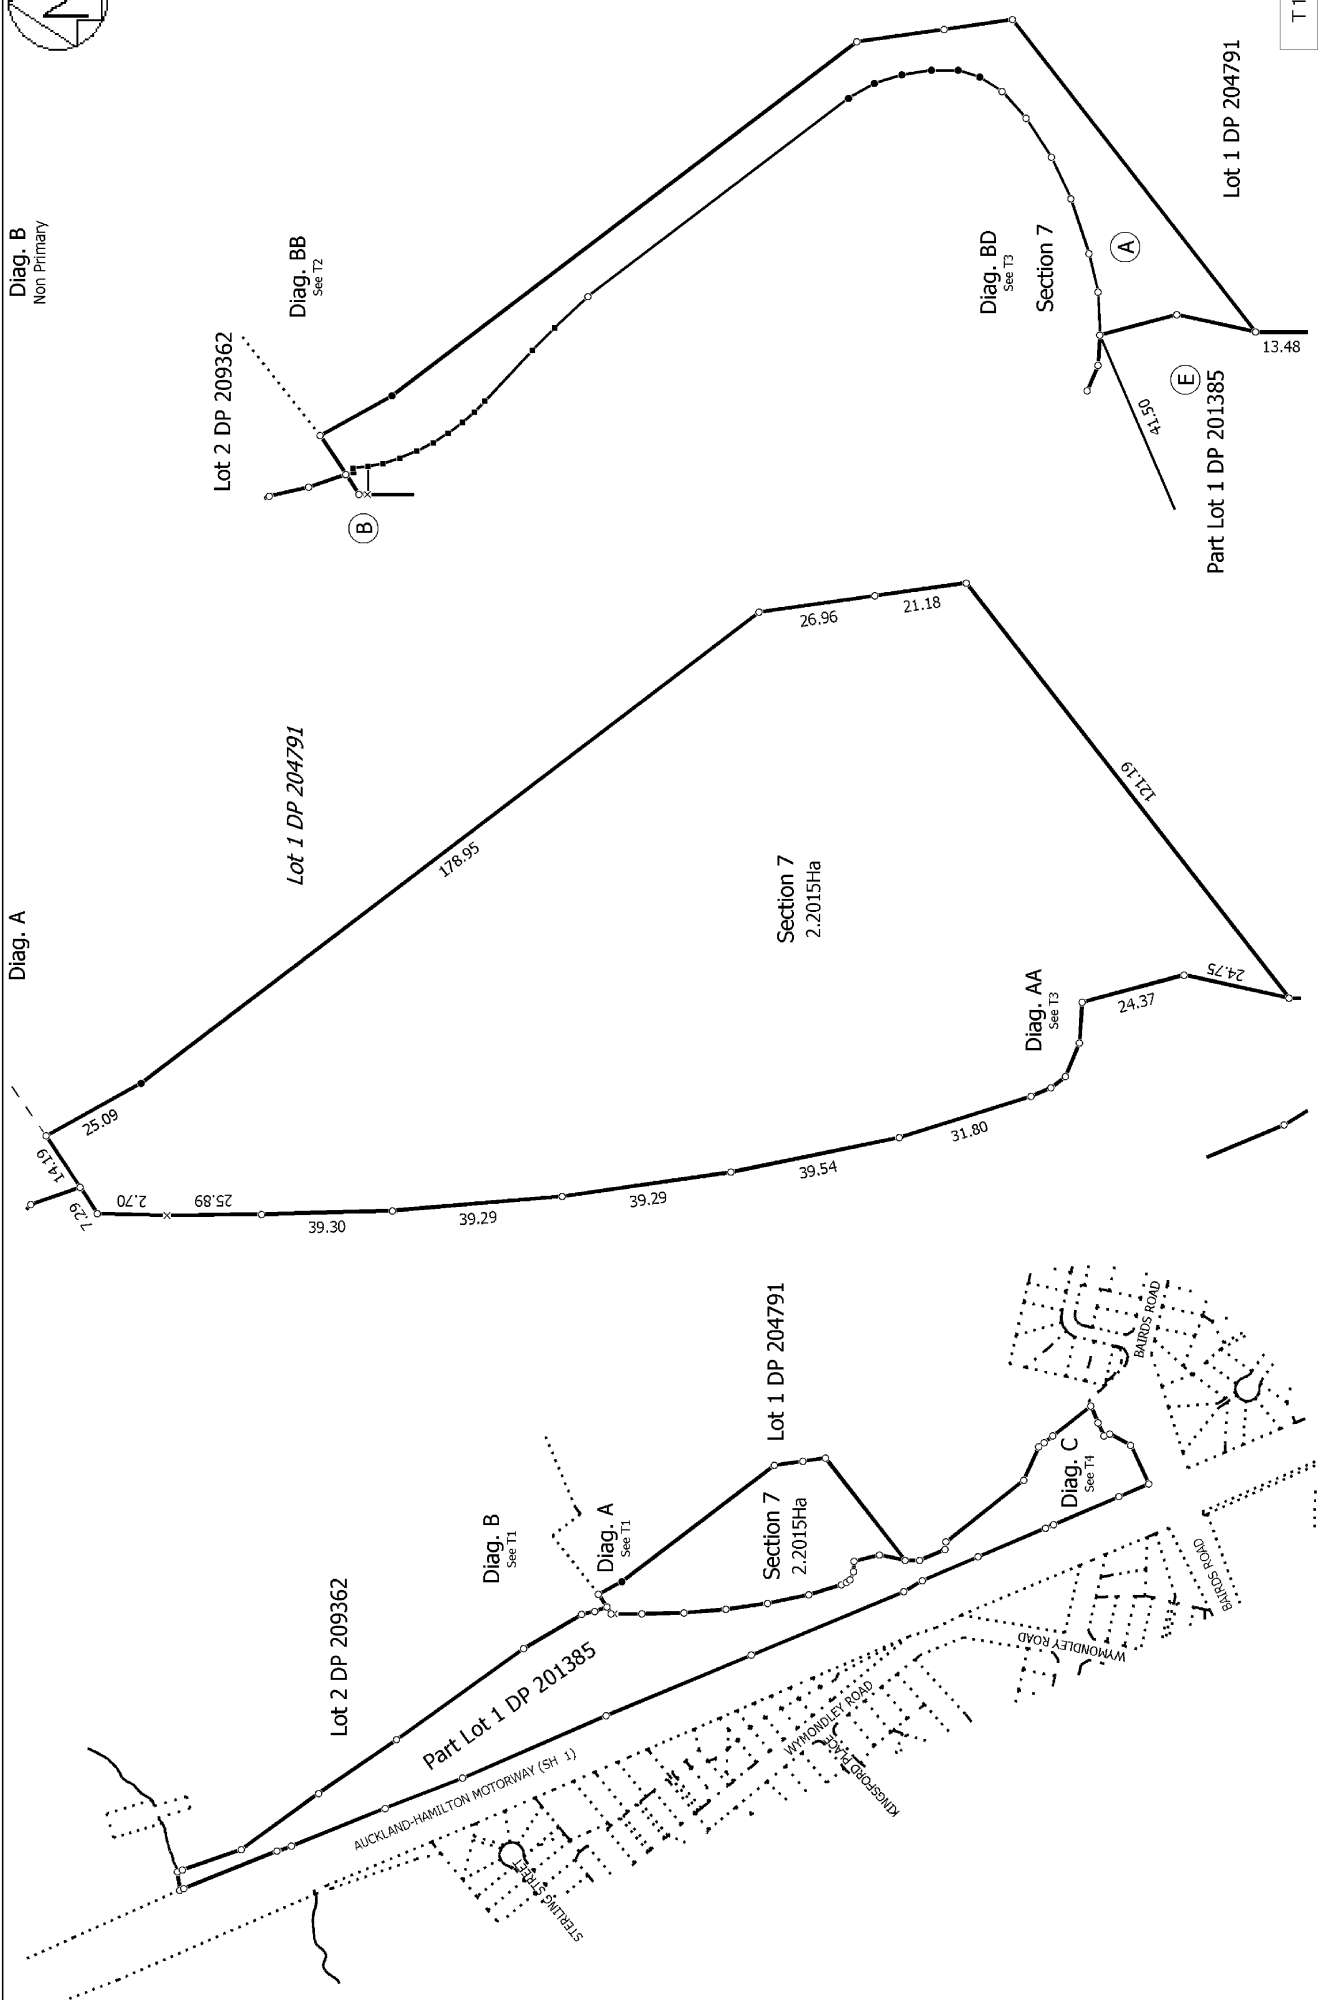 Diag. B
Non Primary
Diag. A
T 1
Lot 2 DP 209362
Diag. BB
See T2
B
Diag. BD
See T3
Section 7
A
Lot 1 DP 204791
E
Part Lot 1 DP 201385
41.50
13.48
Lot 1 DP 204791
14.19
25.09
7.29
2.70
25.89
39.30
39.29
39.29
39.54
31.80
178.95
26.96
21.18
121.19
Section 7
2.2015Ha
Diag. AA
See T3
24.37
24.75
Lot 2 DP 209362
Diag. B
See T1
Diag. A
See T1
Lot 1 DP 204791
Section 7
2.2015Ha
Diag. C
See T4
Part Lot 1 DP 201385
AUCKLAND-HAMILTON MOTORWAY (SH 1)
STERLING STREET
KINGSFORD PLACE
WYMONDLEY ROAD
WYMONDLEY ROAD
BAIRDS ROAD
BAIRDS ROAD